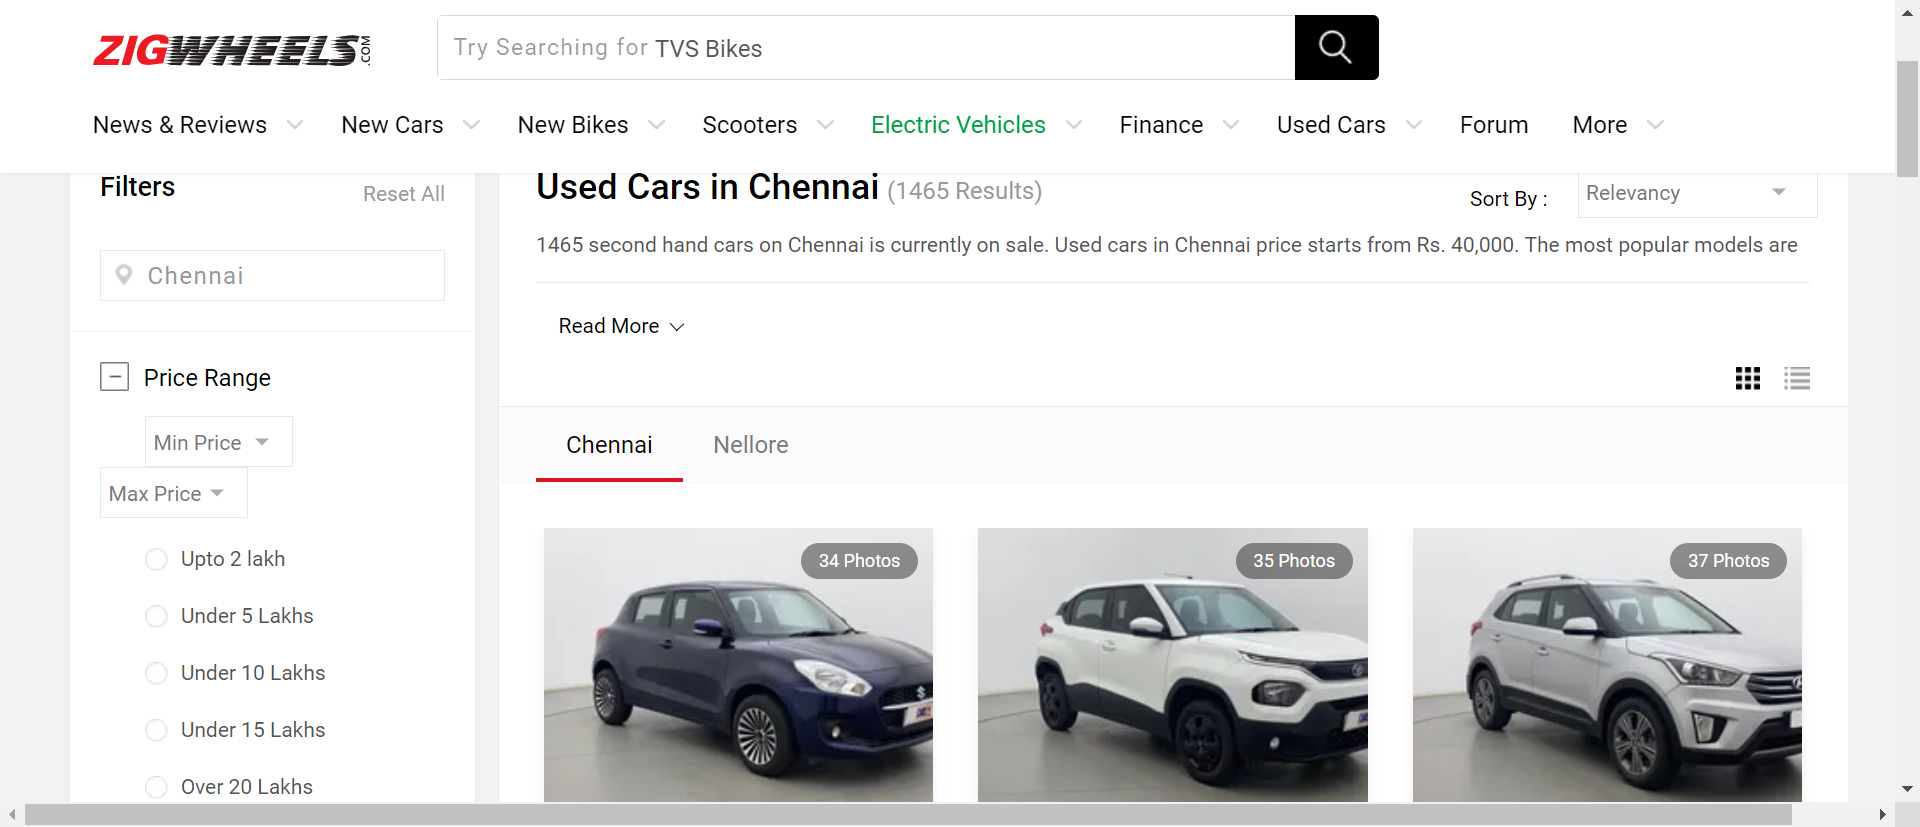 ZIGWHEELS.COM
Try Searching for TVS Bikes
News & Reviews New Cars New Bikes Scooters Electric Vehicles Finance Used Cars Forum More
Filters
Reset All
Chennai
Price Range
Min Price
Max Price
Upto 2 lakh
Under 5 Lakhs
Under 10 Lakhs
Under 15 Lakhs
Over 20 Lakhs
Used Cars in Chennai (1465 Results)
Sort By :
Relevancy
1465 second hand cars on Chennai is currently on sale. Used cars in Chennai price starts from Rs. 40,000. The most popular models are
Read More
Chennai Nellore
34 Photos
35 Photos
37 Photos